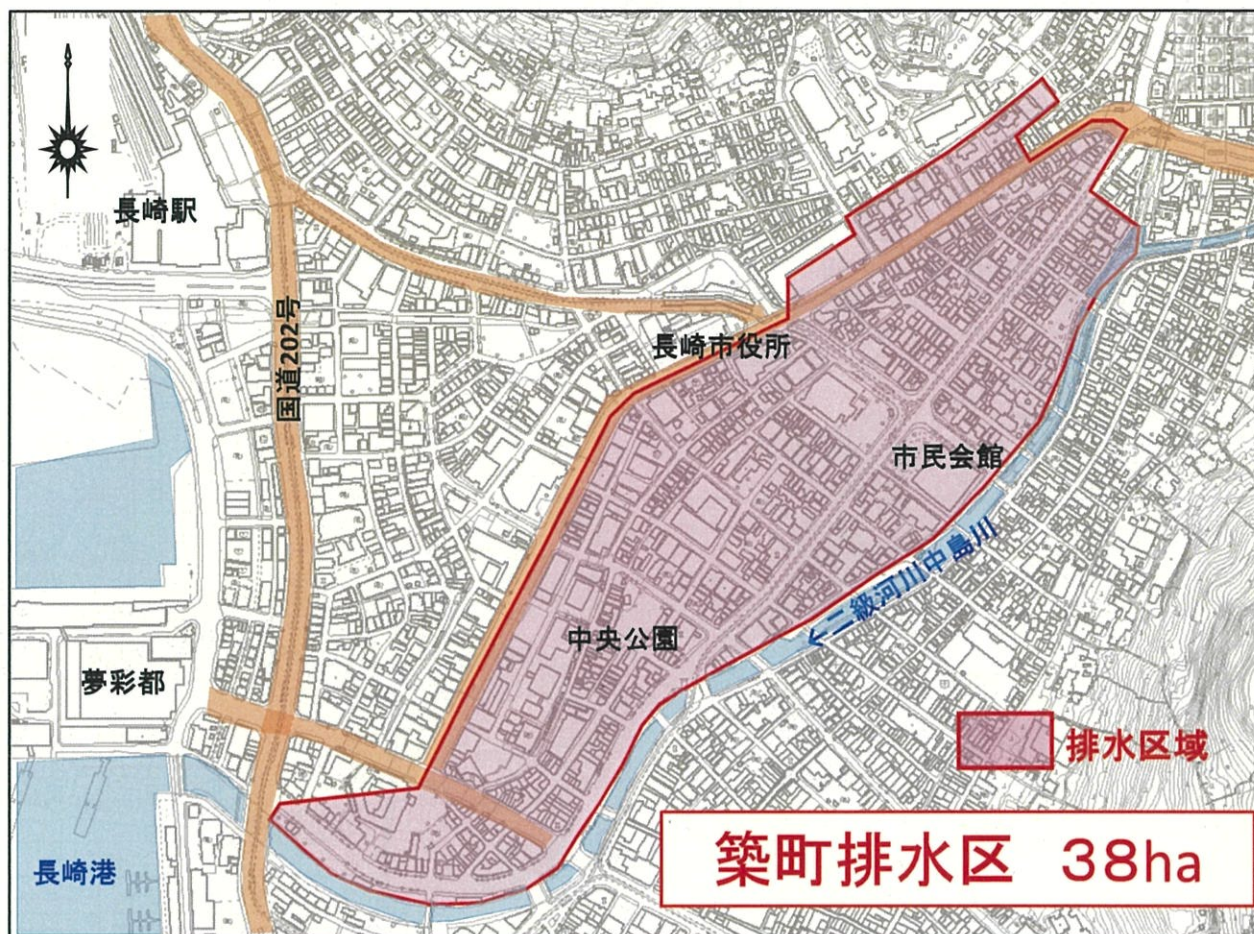 長崎駅
国道202号
長崎市役所
市民会館
←二級河川中島川
中央公園
夢彩都
排水区域
築町排水区 38ha
長崎港